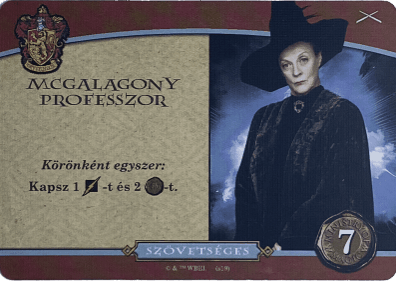 MCGALAGONY
PROFESSZOR
Körönként egyszer:
Kapsz 1 -t és 2 -t.
7
SZÖVETSÉGES